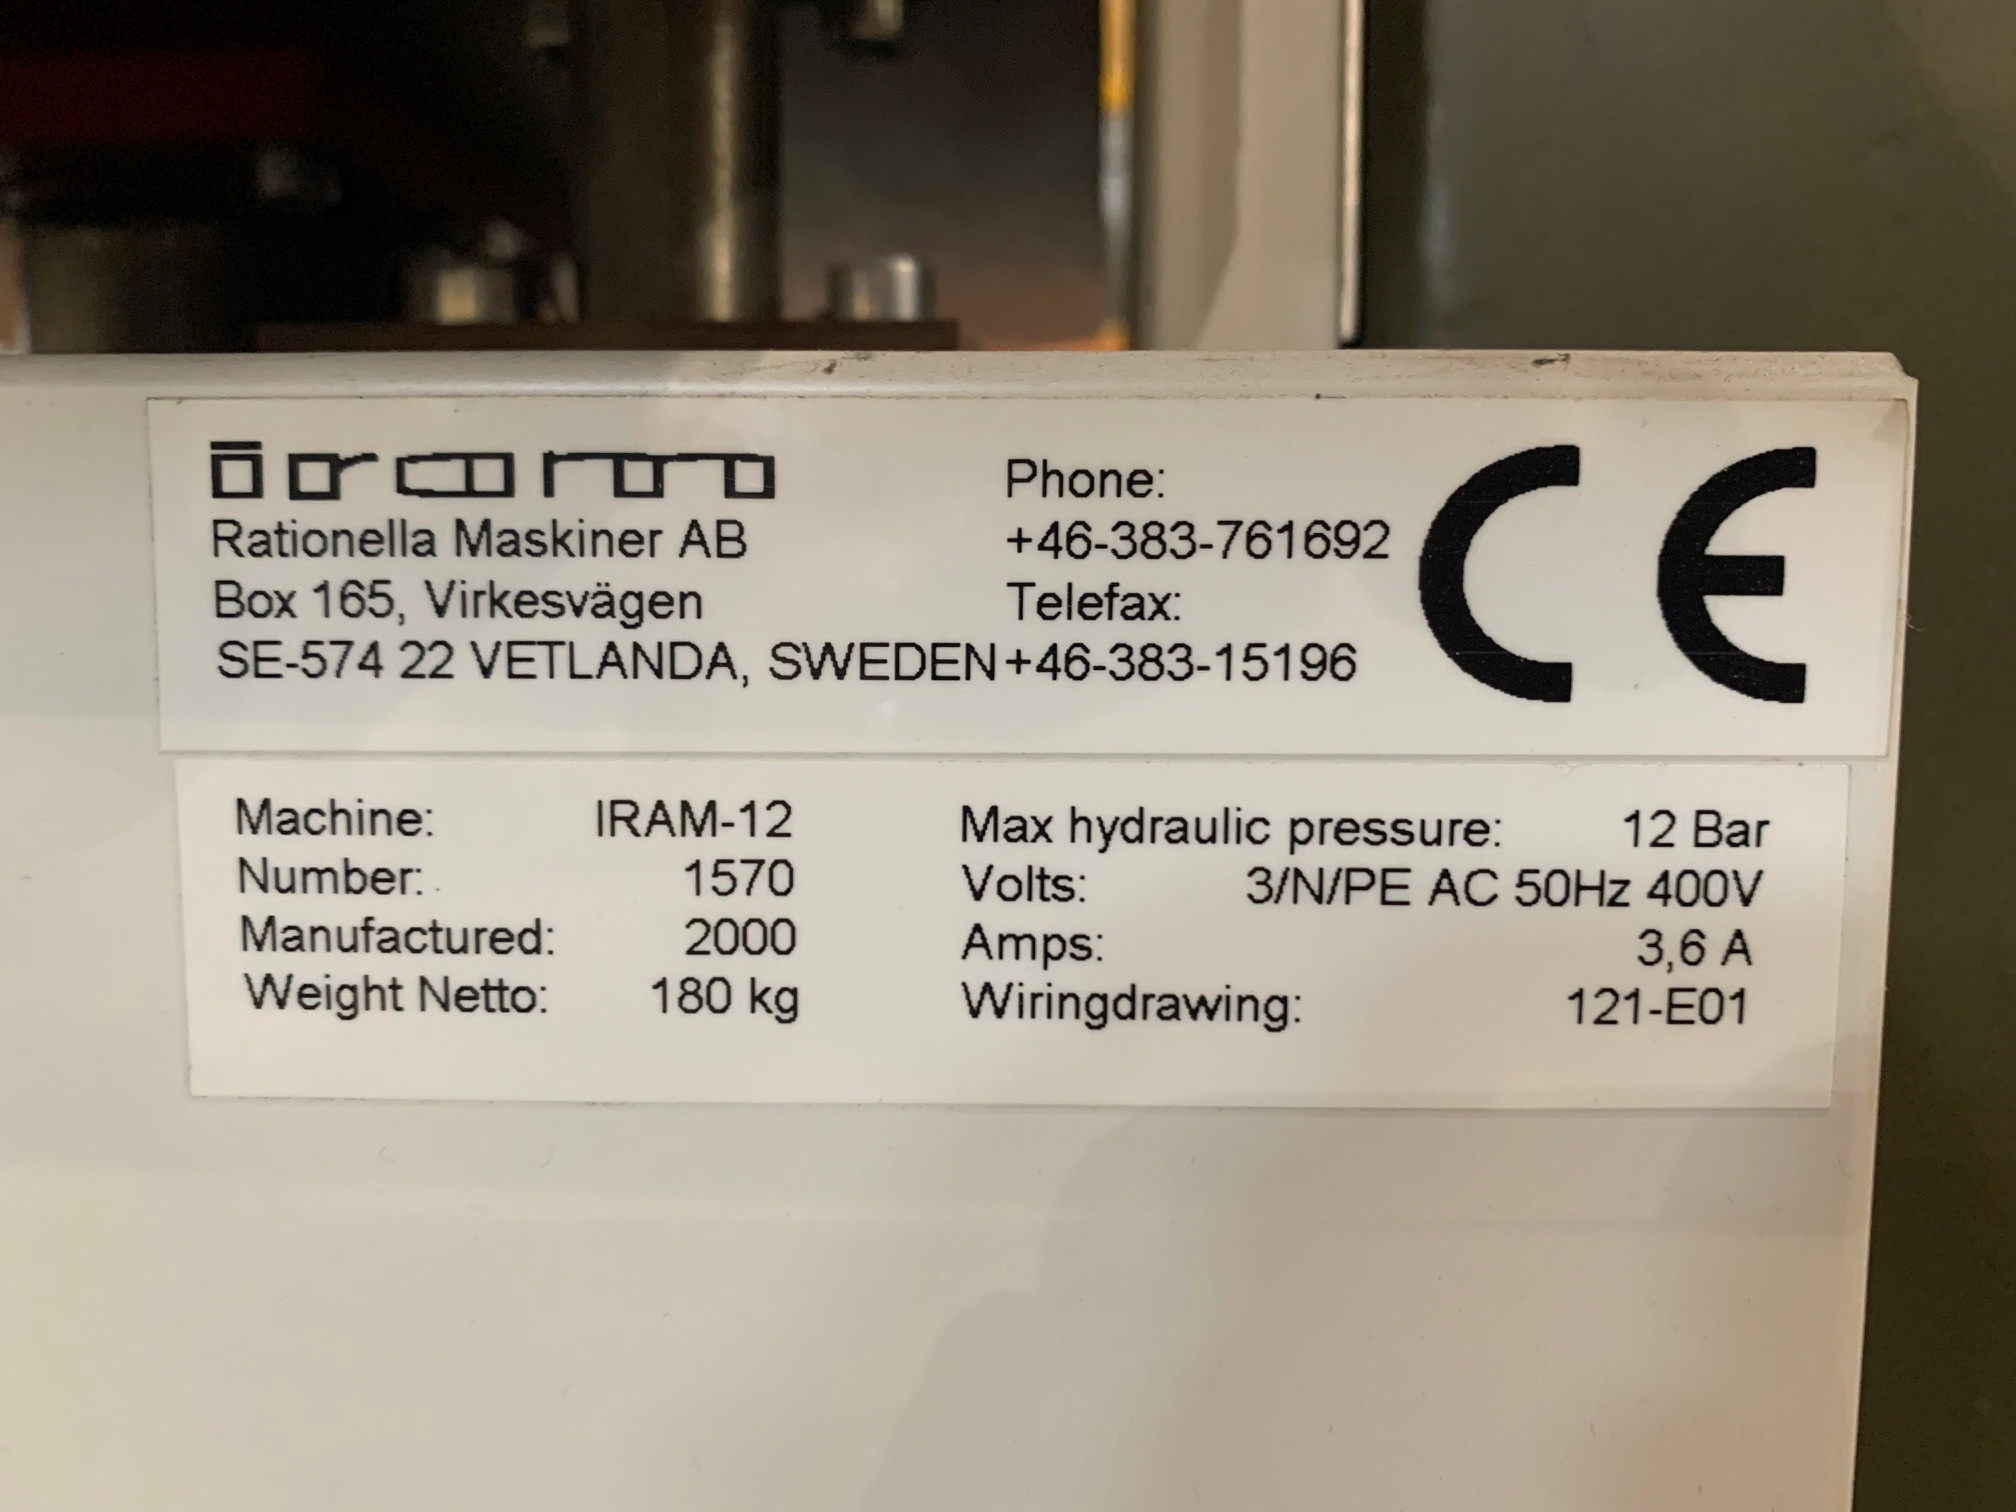 Rationella Maskiner AB
Box 165, Virkesvägen
SE-574 22 VETLANDA, SWEDEN
Phone:
+46-383-761692
Telefax:
+46-383-15196
CE
Machine: IRAM-12
Number: 1570
Manufactured: 2000
Weight Netto: 180 kg
Max hydraulic pressure: 12 Bar
Volts: 3/N/PE AC 50Hz 400V
Amps: 3,6 A
Wiringdrawing: 121-E01